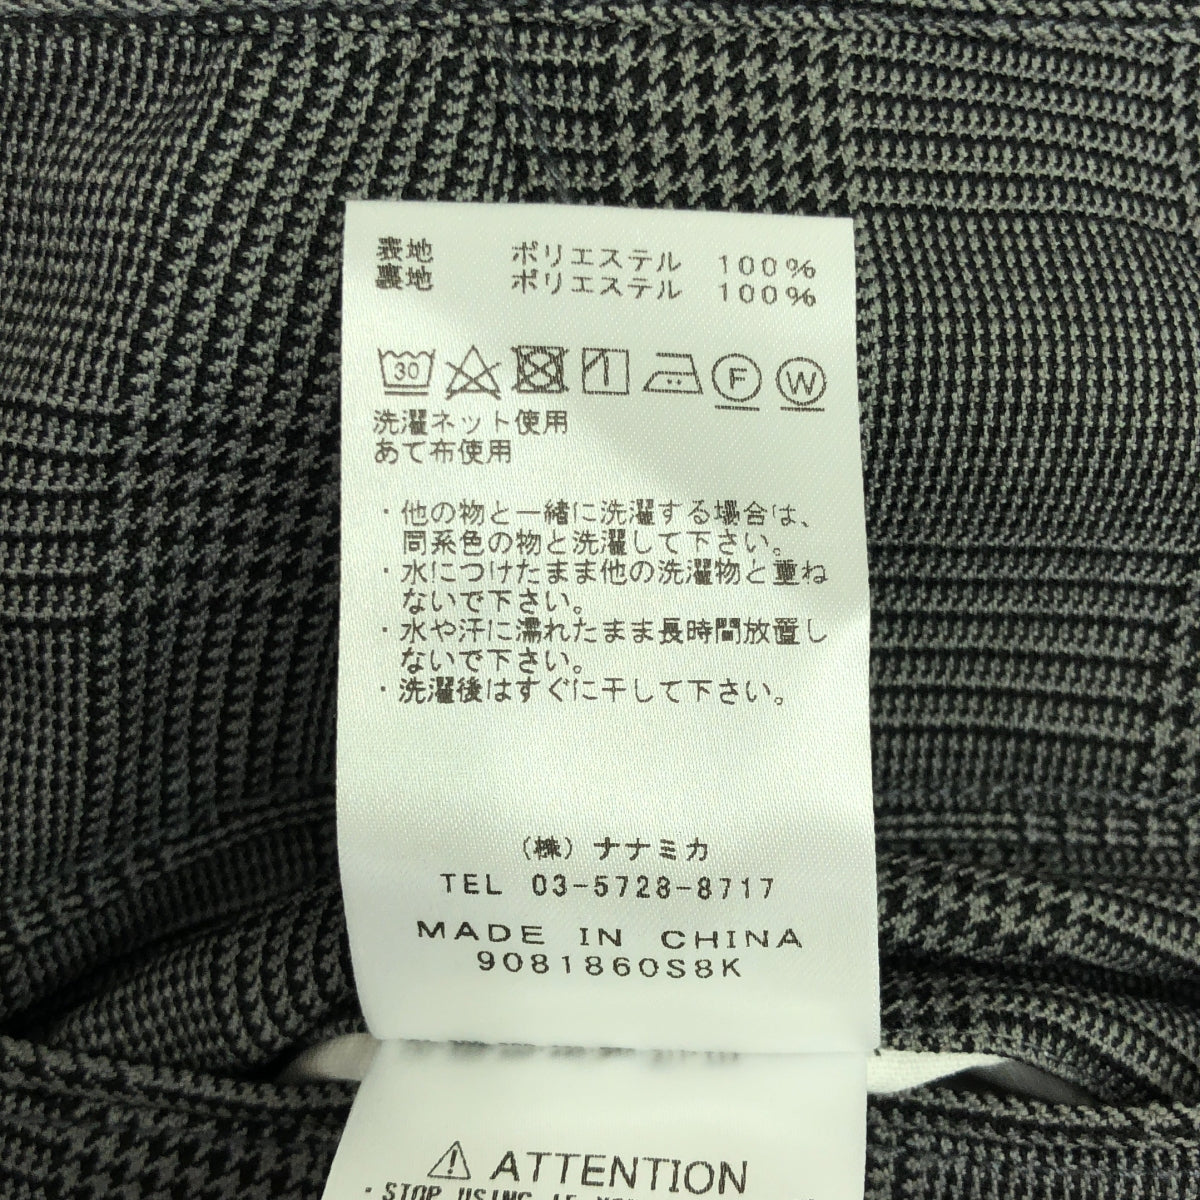 表地 ポリエステル 100%
裏地 ポリエステル 100%
30 F W
洗濯ネット使用
あて布使用
・他の物と一緒に洗濯する場合は、
同系色の物と洗濯して下さい。
・水につけたまま他の洗濯物と重ね
ないで下さい。
・水や汗に濡れたまま長時間放置し
ないで下さい。
・洗濯後はすぐに干して下さい。
(株)ナナミカ
TEL 03-5728-8717
MADE IN CHINA
9081860S8K
ATTENTION
・STOP USING IF